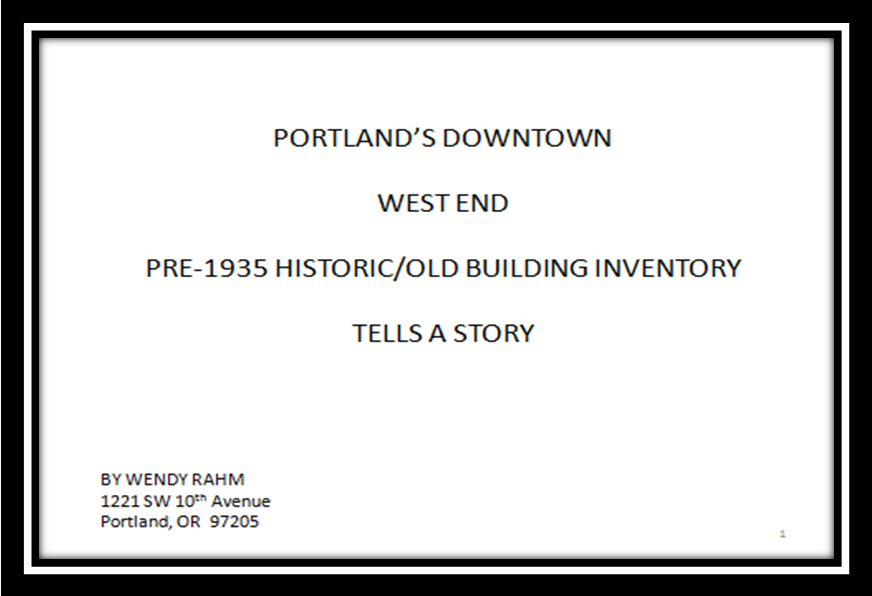 PORTLAND'S DOWNTOWN
WEST END
PRE-1935 HISTORIC/OLD BUILDING INVENTORY
TELLS A STORY
BY WENDY RAHM
1221 SW 10th Avenue
Portland, OR  97205
1